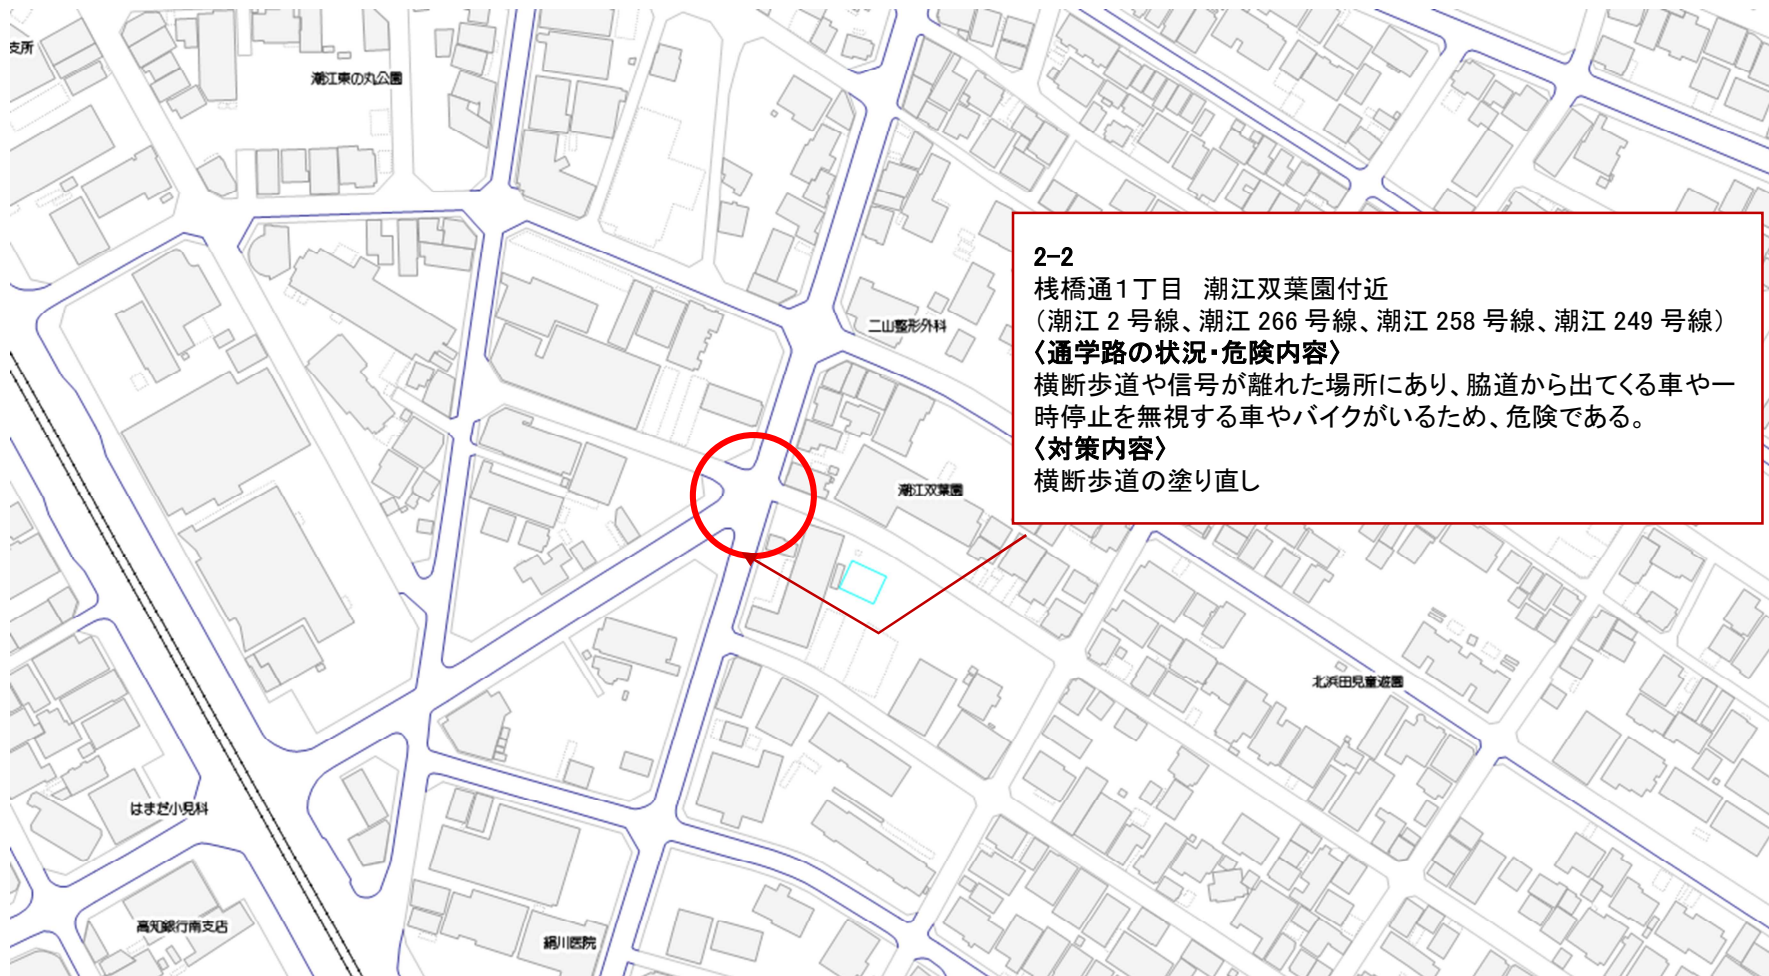 支所
潮江東の丸公園
2-2
桟橋通1丁目　潮江双葉園付近
(潮江 2 号線、潮江 266 号線、潮江 258 号線、潮江 249 号線)
〈通学路の状況・危険内容〉
横断歩道や信号が離れた場所にあり、脇道から出てくる車や一
時停止を無視する車やバイクがいるため、危険である。
〈対策内容〉
横断歩道の塗り直し
二山整形外科
潮江双葉園
北浜田児童遊園
はまだ小児科
高知銀行南支店
絹川医院